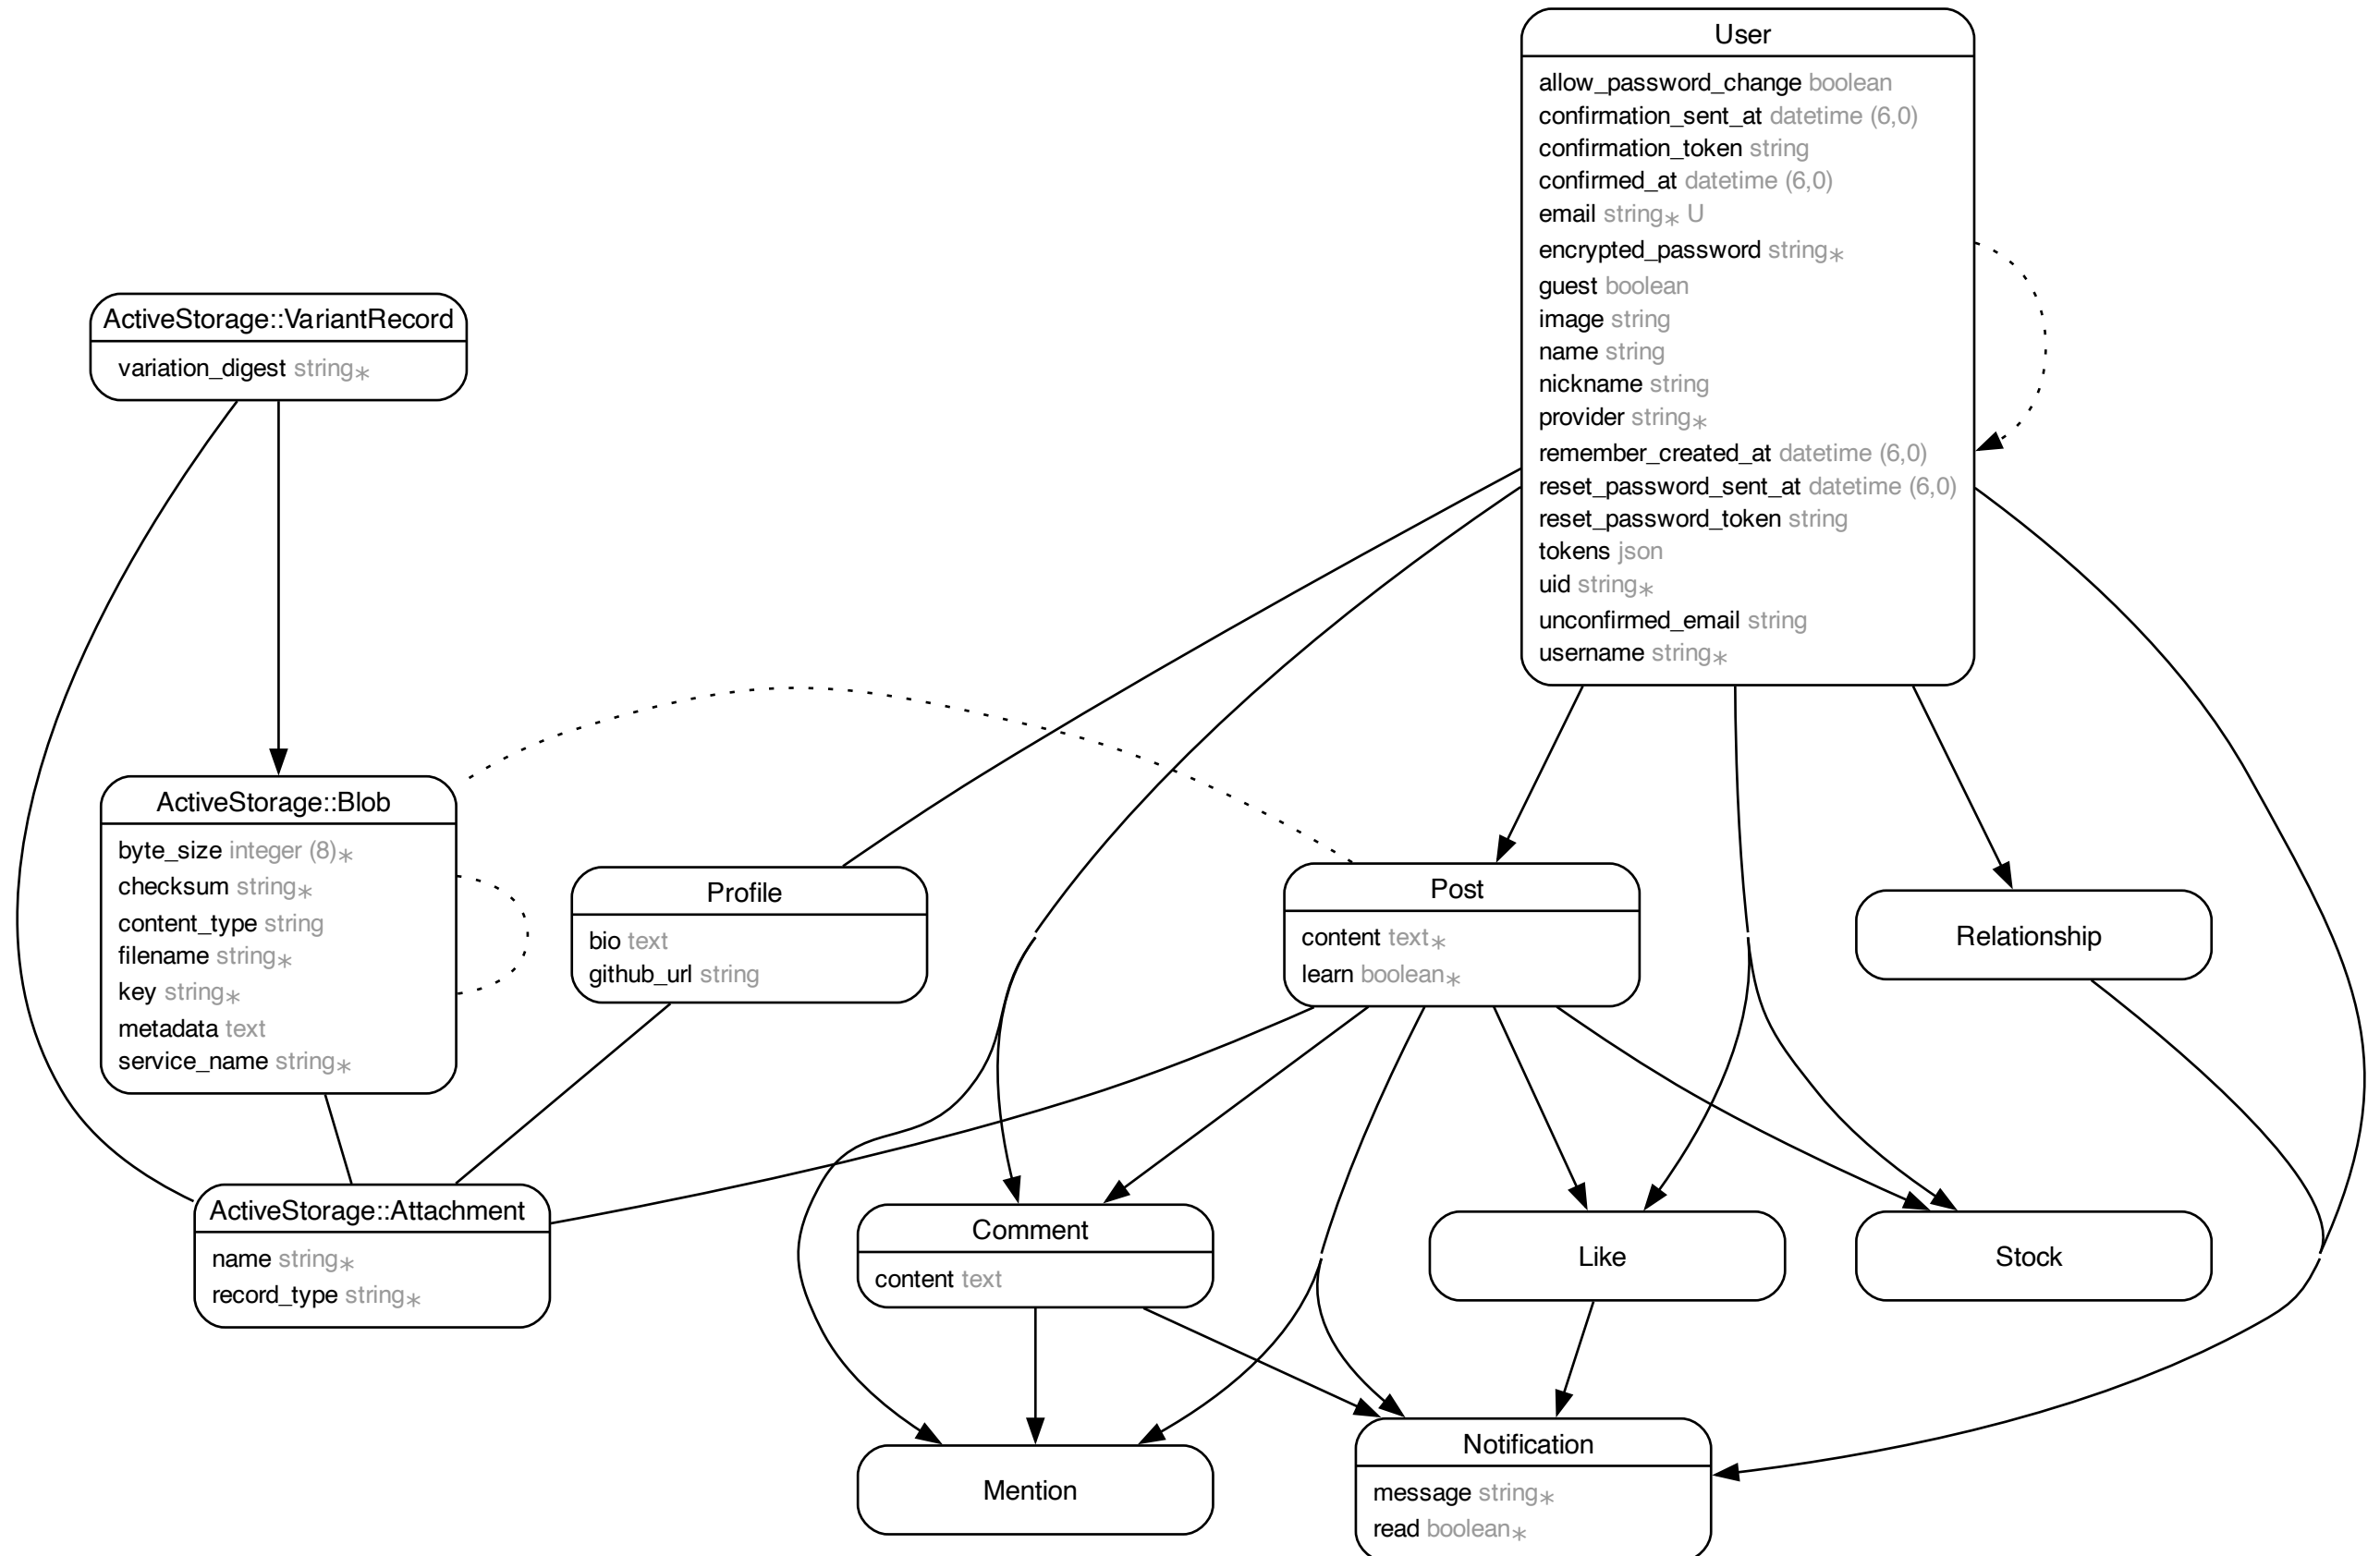 User
allow_password_change boolean
confirmation_sent_at datetime (6,0)
confirmation_token string
confirmed_at datetime (6,0)
email string* U
encrypted_password string*
guest boolean
image string
name string
nickname string
provider string*
remember_created_at datetime (6,0)
reset_password_sent_at datetime (6,0)
reset_password_token string
tokens json
uid string*
unconfirmed_email string
username string*
ActiveStorage::VariantRecord
variation_digest string*
ActiveStorage::Blob
byte_size integer (8)*
checksum string*
content_type string
filename string*
key string*
metadata text
service_name string*
Profile
bio text
github_url string
Post
content text*
learn boolean*
Relationship
ActiveStorage::Attachment
name string*
record_type string*
Comment
content text
Like
Stock
Mention
Notification
message string*
read boolean*